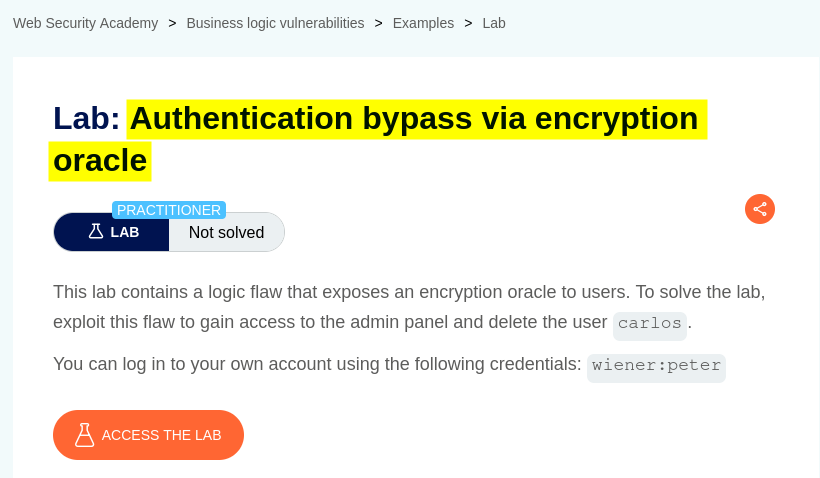 Web Security Academy > Business logic vulnerabilities > Examples > Lab
Lab: Authentication bypass via encryption
oracle
PRACTITIONER
LAB Not solved
This lab contains a logic flaw that exposes an encryption oracle to users. To solve the lab,
exploit this flaw to gain access to the admin panel and delete the user carlos.
You can log in to your own account using the following credentials: wiener:peter
ACCESS THE LAB